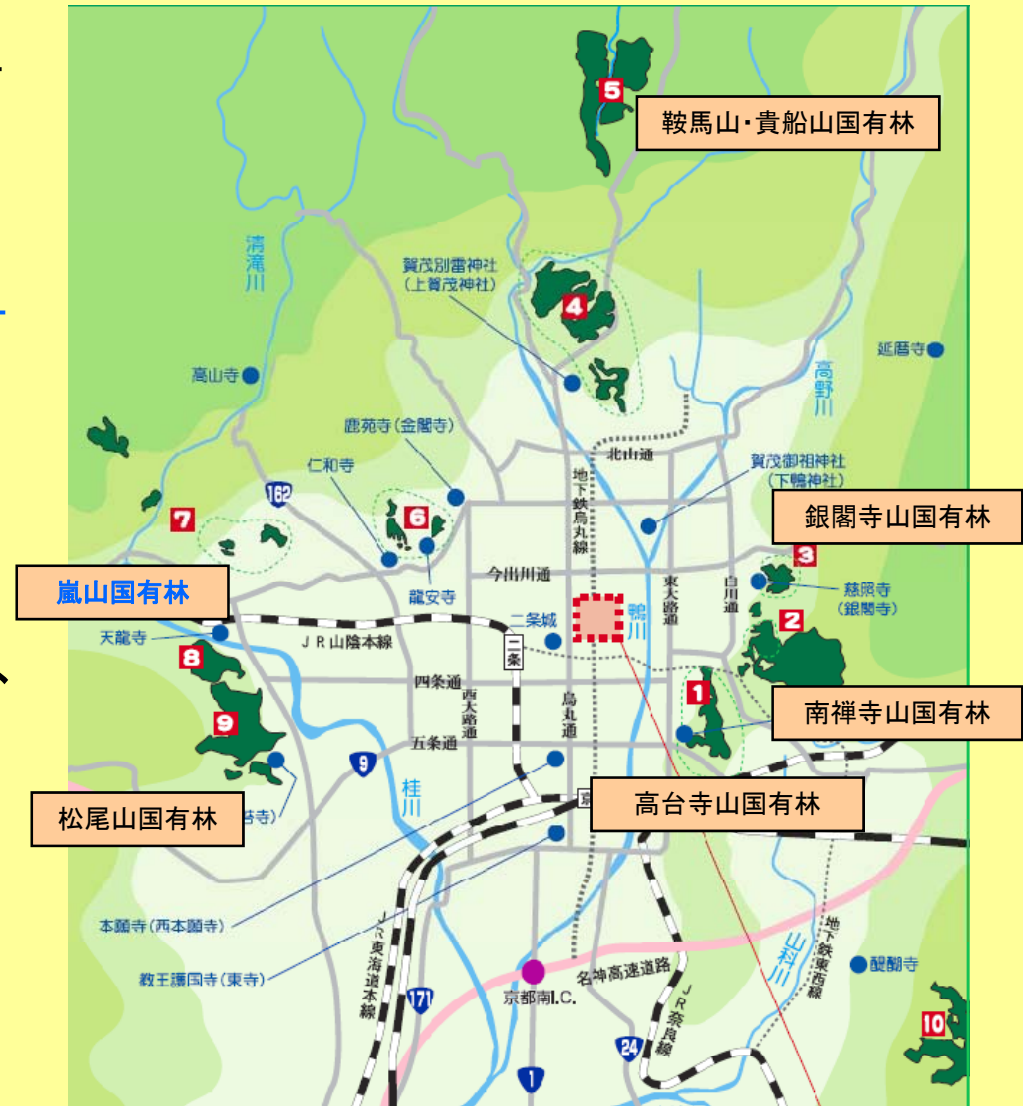 5
鞍馬山・貴船山国有林
清滝川
賀茂別雷神社
(上賀茂神社)
4
延暦寺
高野川
高山寺
鹿苑寺(金閣寺)
北山通
仁和寺
地下鉄烏丸線
賀茂御祖神社
(下鴨神社)
162
7
6
銀閣寺山国有林
3
今出川通
東大路通
白川通
嵐山国有林
龍安寺
慈照寺
(銀閣寺)
二条城
鴨川
2
天龍寺
JR山陰本線
二条
8
四条通
西大路通
烏丸通
1
9
南禅寺山国有林
五条通
9
桂川
松尾山国有林
寺)
京
高台寺山国有林
本願寺(西本願寺)
JR東海道本線
地下鉄東西線
山科川
教王護国寺(東寺)
名神高速道路
醍醐寺
京都南I.C.
171
JR奈良線
10
24
1